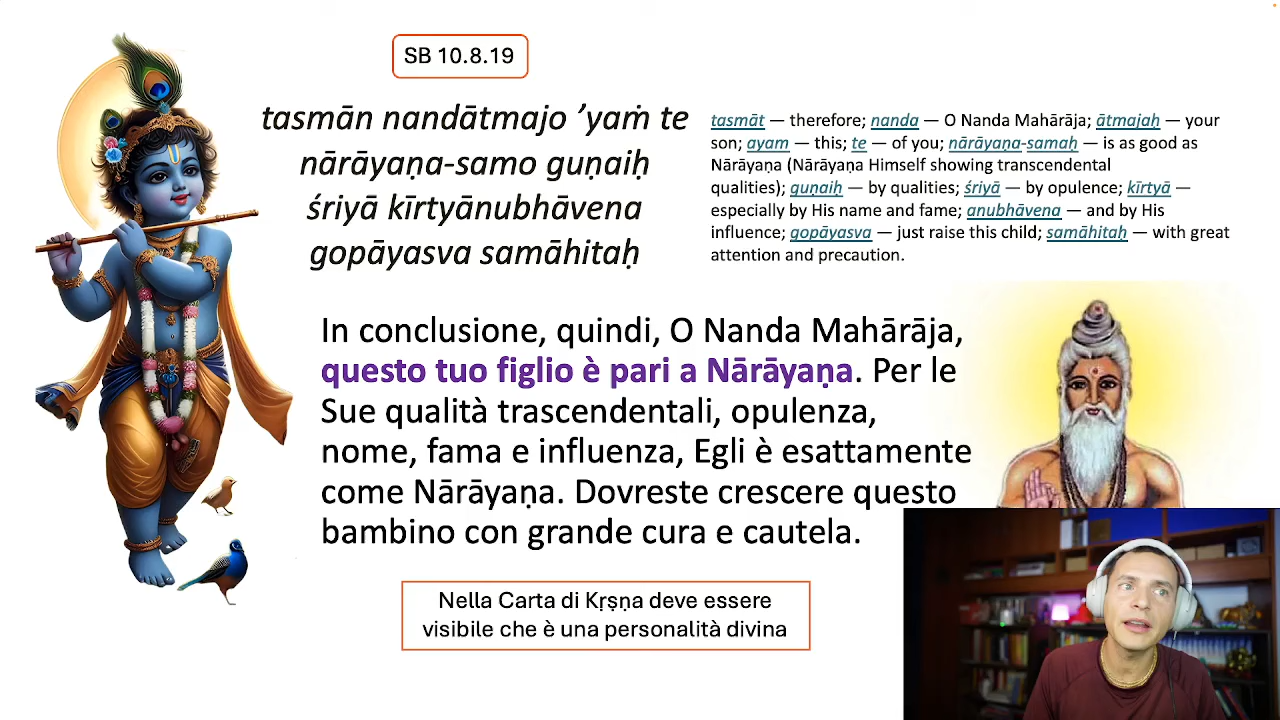 SB 10.8.19
tasmān nandātmajo ’yaṁ te
nārāyaṇa-samo guṇaiḥ
śriyā kīrtyānubhāvena
gopāyasva samāhitaḥ
tasmāt — therefore; nanda — O Nanda Mahārāja; ātmajaḥ — your
son; ayam — this; te — of you; nārāyaṇa-samaḥ — is as good as
Nārāyaṇa (Nārāyaṇa Himself showing transcendental
qualities); guṇaiḥ — by qualities; śriyā — by opulence; kīrtyā —
especially by His name and fame; anubhāvena — and by His
influence; gopāyasva — just raise this child; samāhitaḥ — with great
attention and precaution.
In conclusione, quindi, O Nanda Mahārāja,
questo tuo figlio è pari a Nārāyaṇa. Per le
Sue qualità trascendentali, opulenza,
nome, fama e influenza, Egli è esattamente
come Nārāyaṇa. Dovreste crescere questo
bambino con grande cura e cautela.
Nella Carta di Kṛṣṇa deve essere
visibile che è una personalità divina